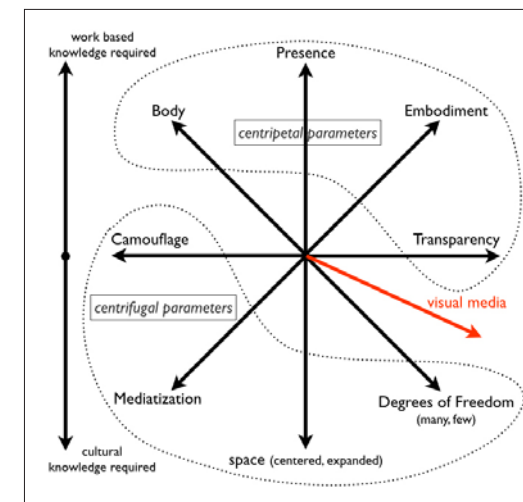 work based
knowledge required
Presence
Body
Embodiment
centripetal parameters
Camouflage
Transparency
visual media
centrifugal parameters
Mediatization
Degrees of Freedom
(many, few)
cultural
knowledge required
space (centered, expanded)